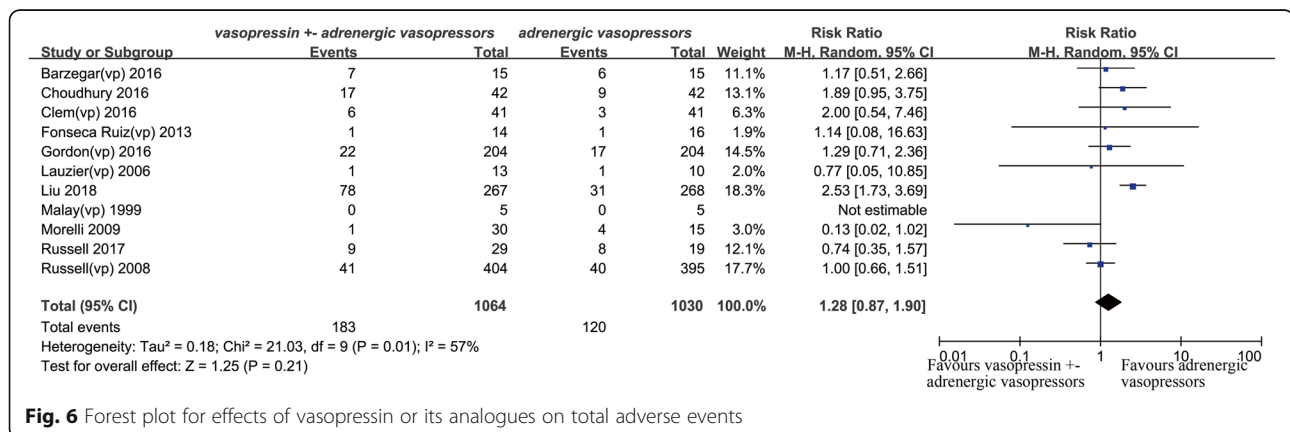 vasopressin +- adrenergic vasopressors adrenergic vasopressors Risk Ratio Risk Ratio
Study or Subgroup Events Total Events Total Weight M-H, Random, 95% CI M-H, Random, 95% CI
Barzegar(vp) 2016 7 15 6 15 11.1% 1.17 [0.51, 2.66]
Choudhury 2016 17 42 9 42 13.1% 1.89 [0.95, 3.75]
Clem(vp) 2016 6 41 3 41 6.3% 2.00 [0.54, 7.46]
Fonseca Ruiz(vp) 2013 1 14 1 16 1.9% 1.14 [0.08, 16.63]
Gordon(vp) 2016 22 204 17 204 14.5% 1.29 [0.71, 2.36]
Lauzier 2006 1 13 1 10 2.0% 0.77 [0.05, 10.85]
Liu 2018 78 267 31 268 18.3% 2.53 [1.73, 3.69]
Malay(vp) 1999 0 5 0 5 Not estimable
Morelli 2009 1 30 4 15 3.0% 0.13 [0.02, 1.02]
Russell 2017 9 29 8 19 12.1% 0.74 [0.35, 1.57]
Russell(vp) 2008 41 404 40 395 17.7% 1.00 [0.66, 1.51]
Total (95% CI) 1064 1030 100.0% 1.28 [0.87, 1.90]
Total events 183 120
Heterogeneity: Tau² = 0.18; Chi² = 21.03, df = 9 (P = 0.01); I² = 57%
Test for overall effect: Z = 1.25 (P = 0.21)
0.01 0.1 1 10 100
Favours vasopressin +- Favours adrenergic
adrenergic vasopressors vasopressors
Fig. 6 Forest plot for effects of vasopressin or its analogues on total adverse events